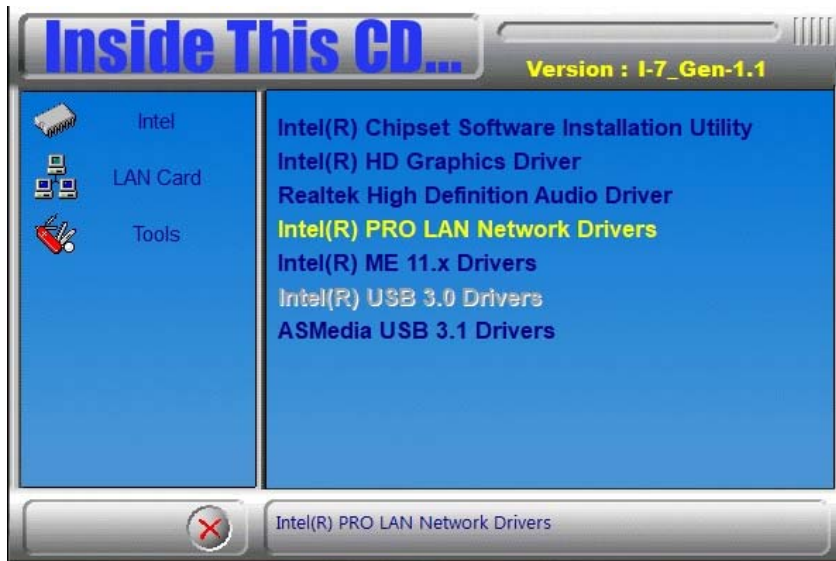 Inside This CD...
Version : I-7_Gen-1.1
Intel
LAN Card
Tools
Intel(R) Chipset Software Installation Utility
Intel(R) HD Graphics Driver
Realtek High Definition Audio Driver
Intel(R) PRO LAN Network Drivers
Intel(R) ME 11.x Drivers
Intel(R) USB 3.0 Drivers
ASMedia USB 3.1 Drivers
Intel(R) PRO LAN Network Drivers